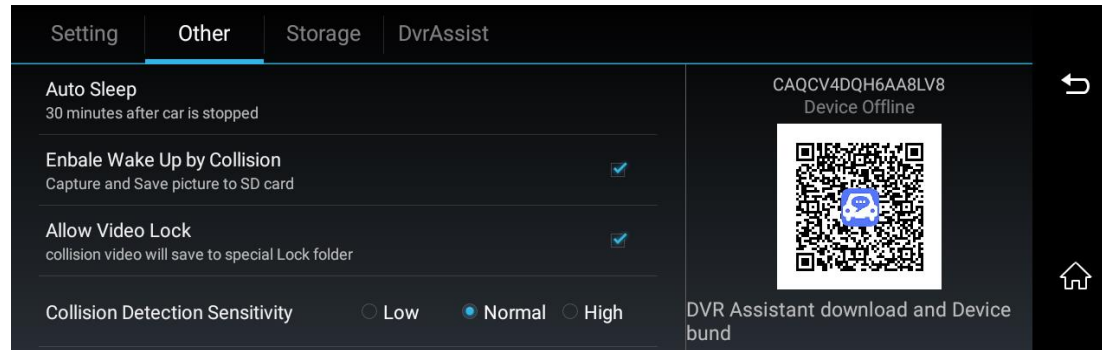 Setting Other Storage DvrAssist
Auto Sleep
30 minutes after car is stopped
Enbale Wake Up by Collision
Capture and Save picture to SD card
Allow Video Lock
collision video will save to special Lock folder
Collision Detection Sensitivity Low Normal High
CAQCV4DQH6AA8LV8
Device Offline
DVR Assistant download and Device
bund